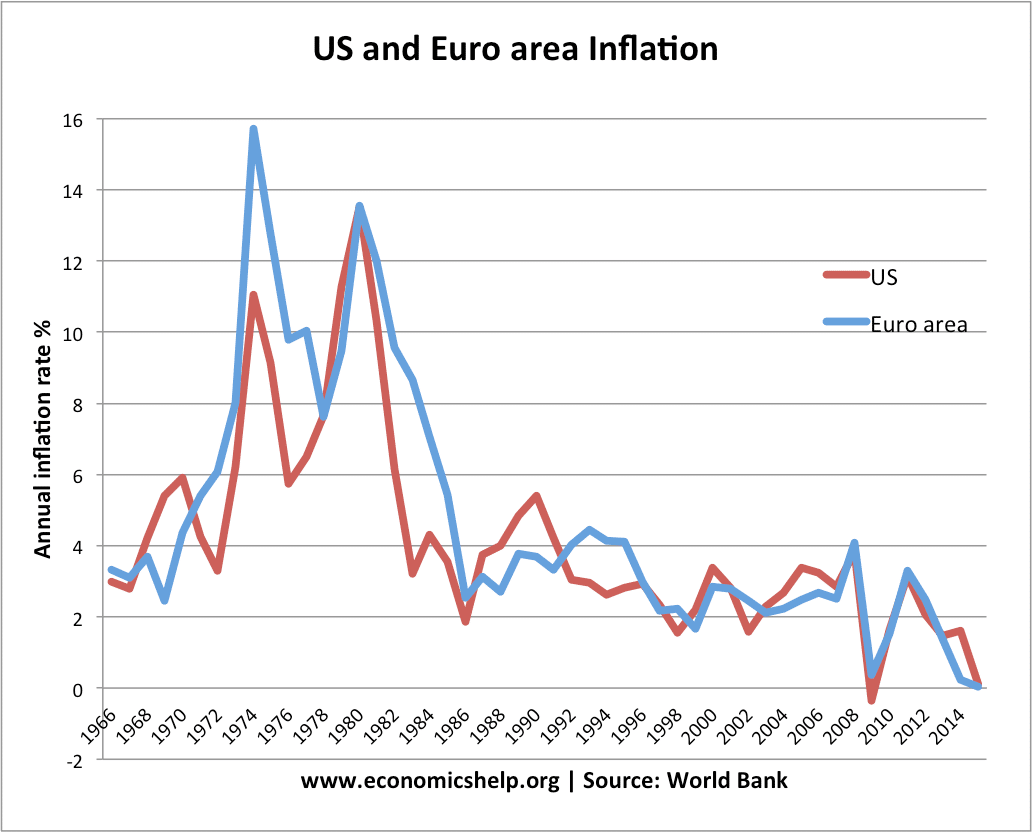 US and Euro area Inflation
16
14
12
10
8
6
4
2
0
-2
Annual inflation rate %
US
Euro area
1966 1968 1970 1972 1974 1976 1978 1980 1982 1984 1986 1988 1990 1992 1994 1996 1998 2000 2002 2004 2006 2008 2010 2012 2014
www.economicshelp.org | Source: World Bank